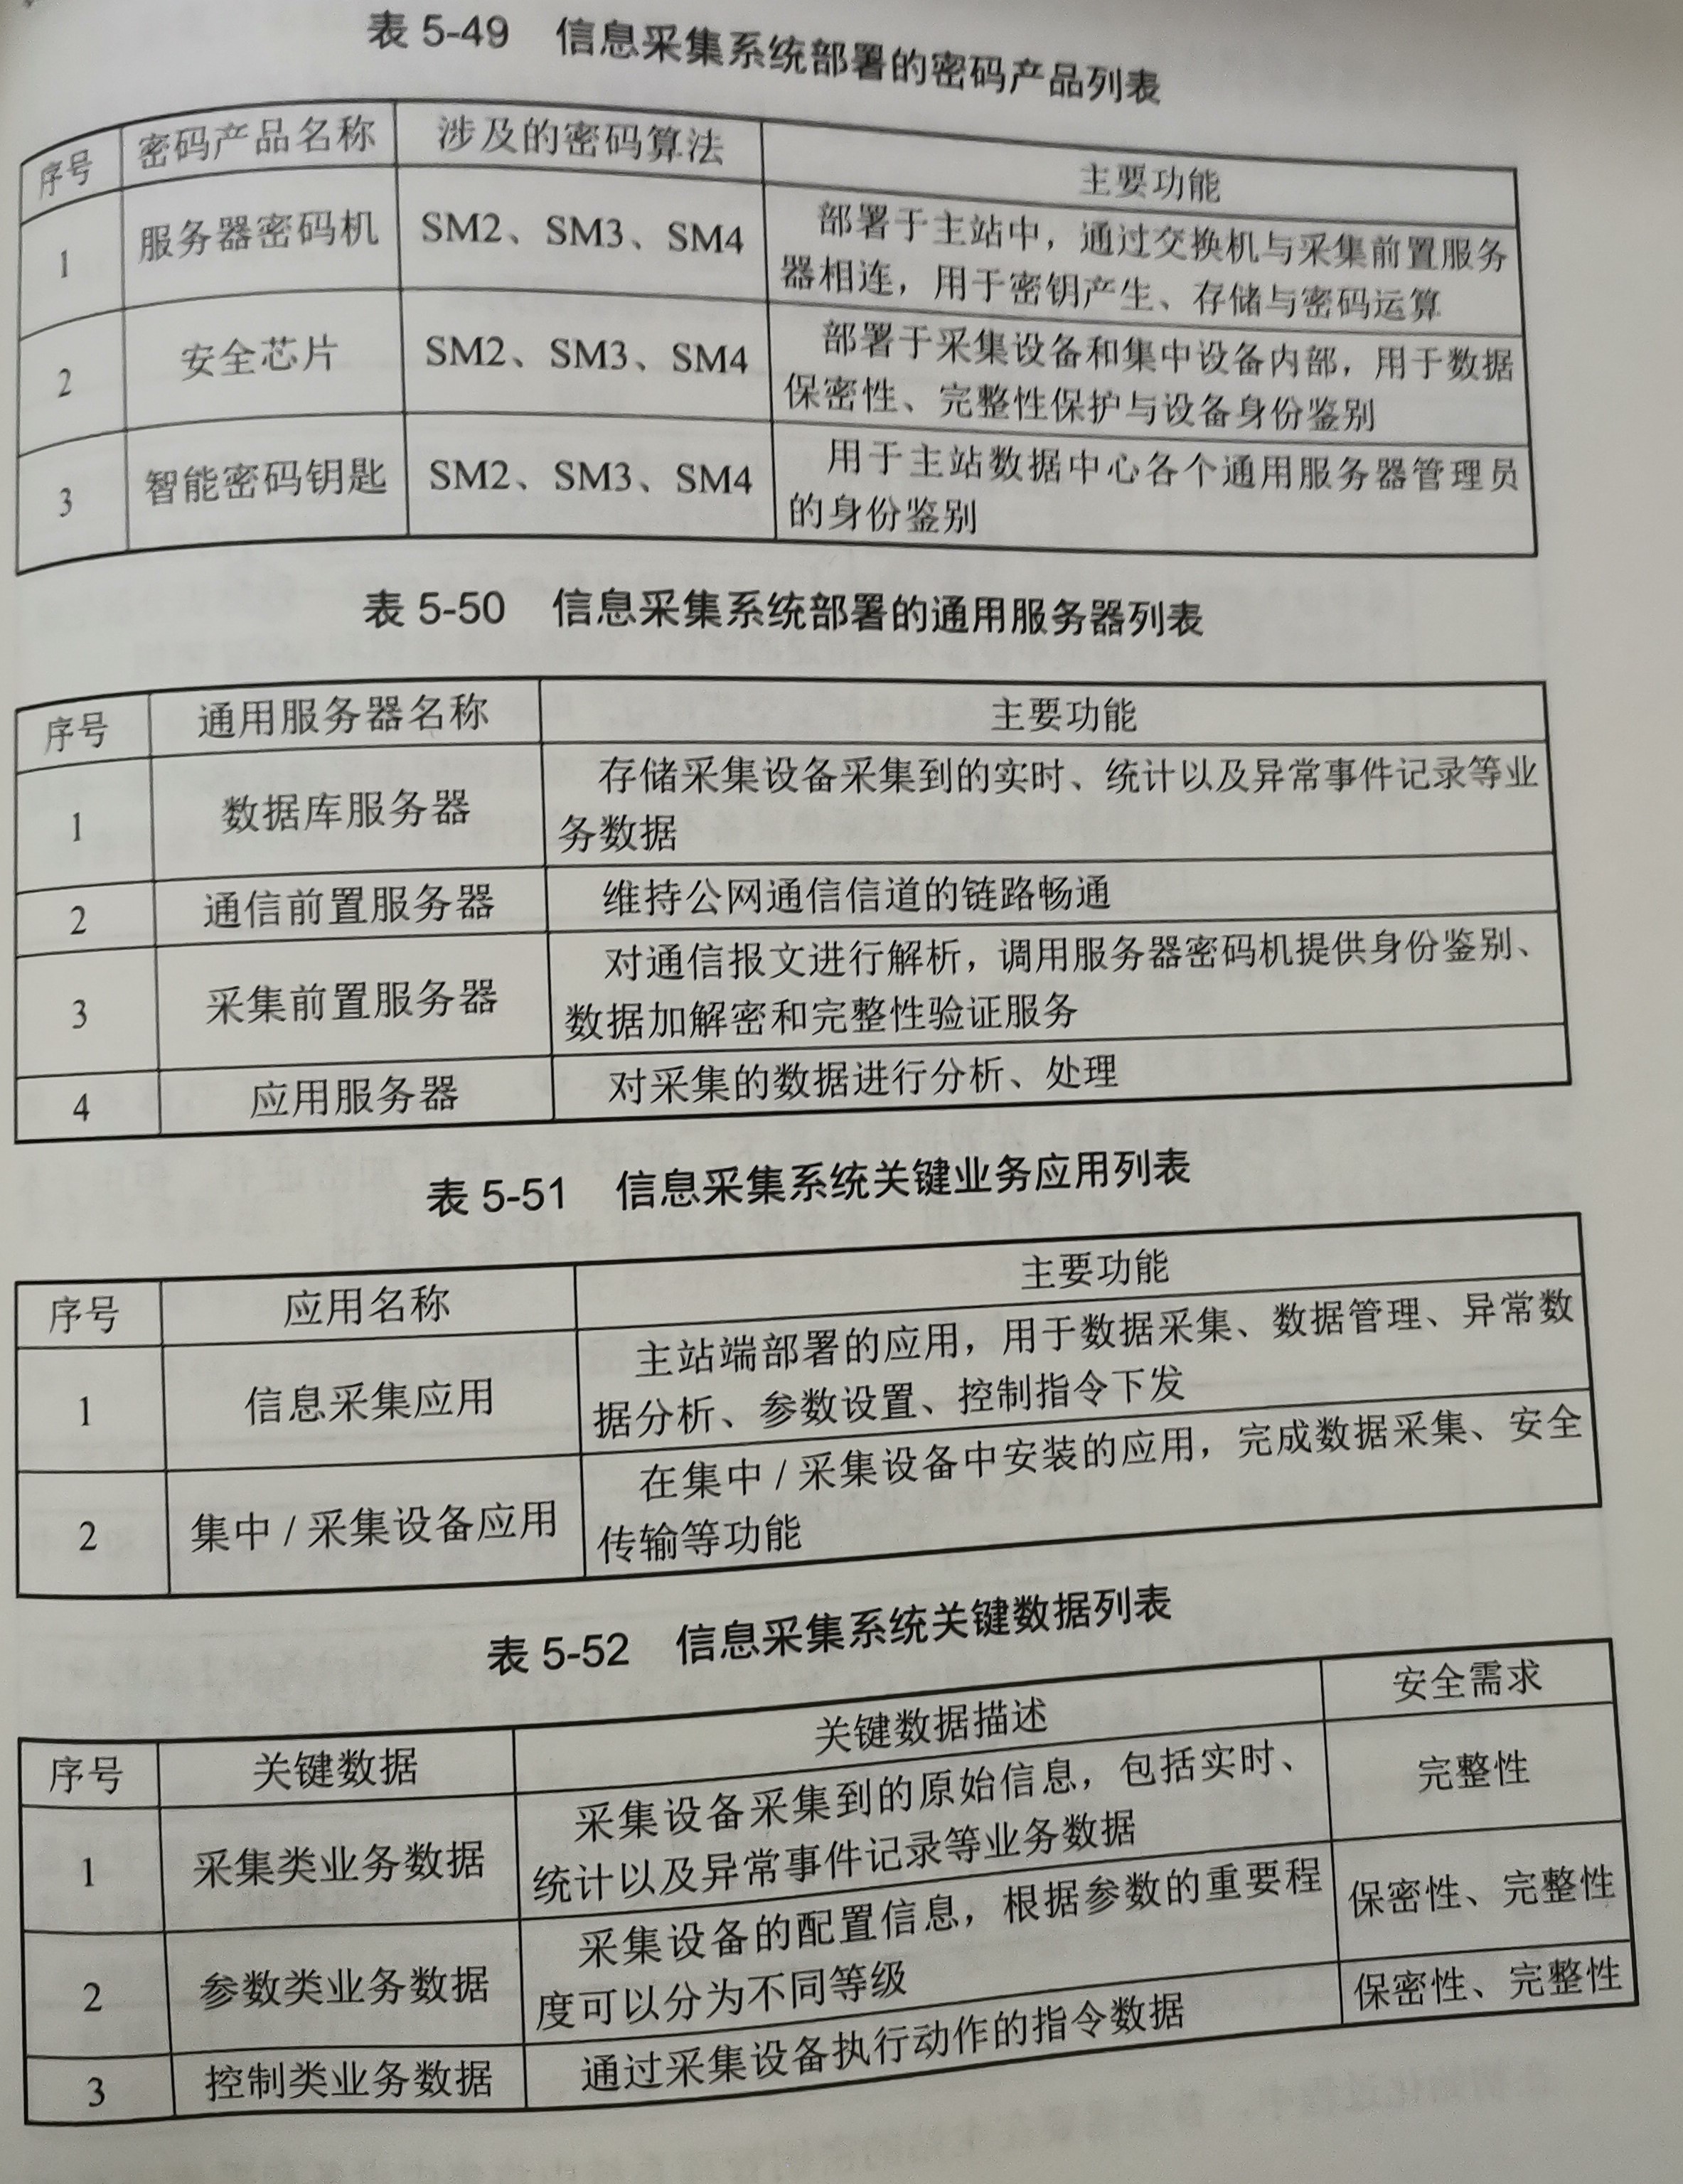 表 5-49 信息采集系统部署的密码产品列表
序号 密码产品名称 涉及的密码算法 主要功能
1 服务器密码机 SM2、SM3、SM4 部署于主站中，通过交换机与采集前置服务
器相连，用于密钥产生、存储与密码运算
2 安全芯片 SM2、SM3、SM4 部署于采集设备和集中设备内部，用于数据
保密性、完整性保护与设备身份鉴别
3 智能密码钥匙 SM2、SM3、SM4 用于主站数据中心各个通用服务器管理员
的身份鉴别
表 5-50 信息采集系统部署的通用服务器列表
序号 通用服务器名称 主要功能
1 数据库服务器 存储采集设备采集到的实时、统计以及异常事件记录等业
务数据
2 通信前置服务器 维持公网通信信道的链路畅通
3 采集前置服务器 对通信报文进行解析，调用服务器密码机提供身份鉴别、
数据加解密和完整性验证服务
4 应用服务器 对采集的数据进行分析、处理
表 5-51 信息采集系统关键业务应用列表
序号 应用名称 主要功能
1 信息采集应用 主站端部署的应用，用于数据采集、数据管理、异常数
据分析、参数设置、控制指令下发
2 集中 / 采集设备应用 在集中 / 采集设备中安装的应用，完成数据采集、安全
传输等功能
表 5-52 信息采集系统关键数据列表
序号 关键数据 关键数据描述 安全需求
1 采集类业务数据 采集设备采集到的原始信息，包括实时、 完整性
统计以及异常事件记录等业务数据
2 参数类业务数据 采集设备的配置信息，根据参数的重要程 保密性、完整性
度可以分为不同等级
3 控制类业务数据 通过采集设备执行动作的指令数据 保密性、完整性